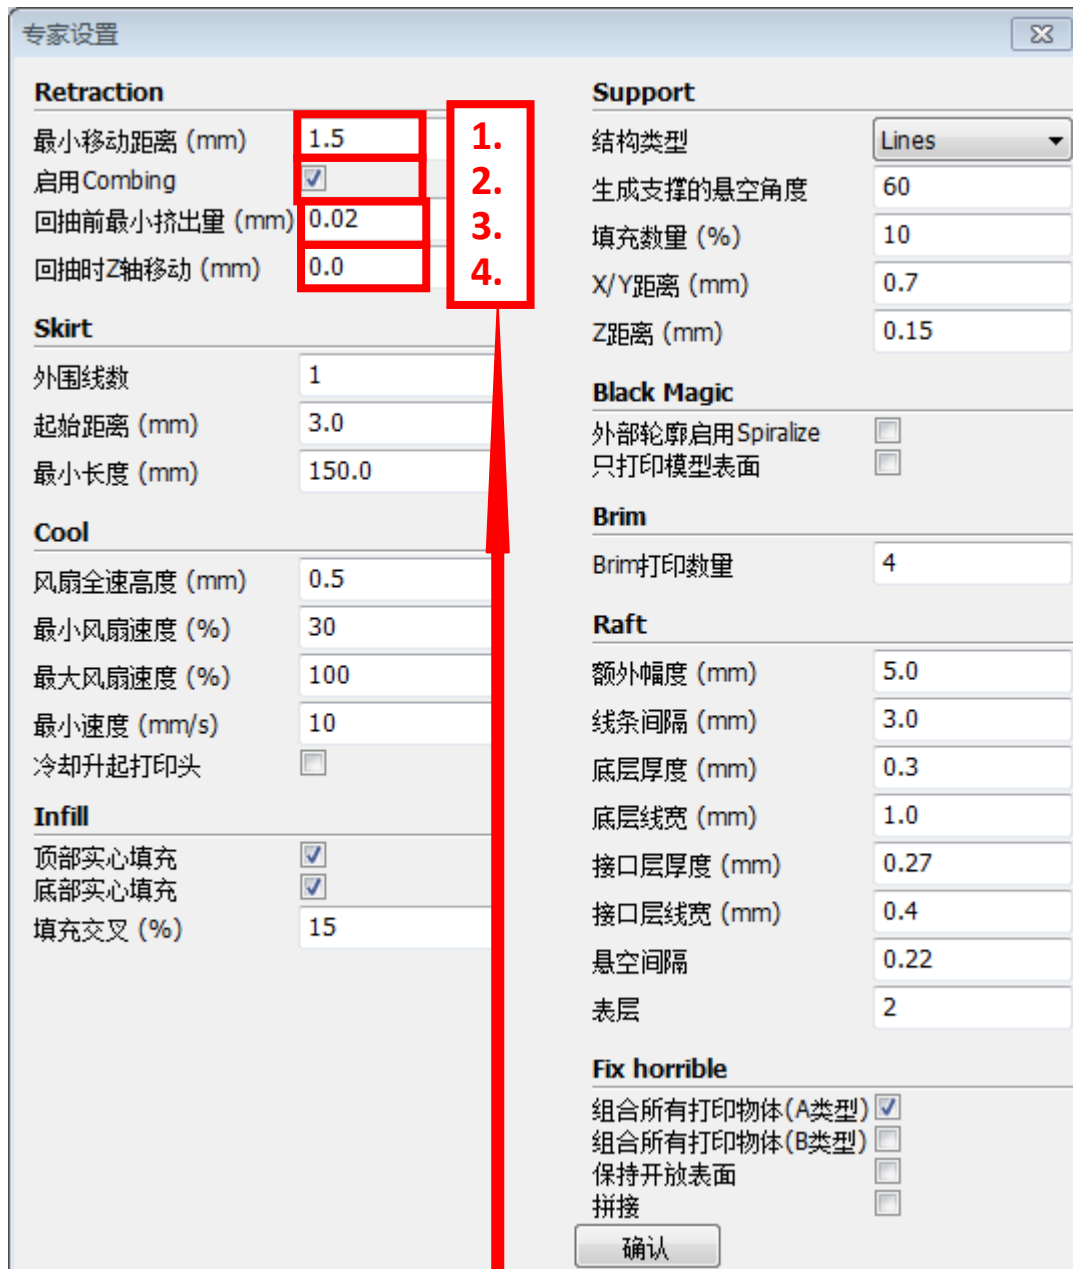 专家设置
Retraction
最小移动距离 (mm) 1.5 1.
启用Combing 2.
回抽前最小挤出量 (mm) 0.02 3.
回抽时Z轴移动 (mm) 0.0 4.
Skirt
外围线数 1
起始距离 (mm) 3.0
最小长度 (mm) 150.0
Cool
风扇全速高度 (mm) 0.5
最小风扇速度 (%) 30
最大风扇速度 (%) 100
最小速度 (mm/s) 10
冷却升起打印头
Infill
顶部实心填充
底部实心填充
填充交叉 (%) 15
Support
结构类型 Lines
生成支撑的悬空角度 60
填充数量 (%) 10
X/Y距离 (mm) 0.7
Z距离 (mm) 0.15
Black Magic
外部轮廓启用Spiralize
只打印模型表面
Brim
Brim打印数量 4
Raft
额外幅度 (mm) 5.0
线条间隔 (mm) 3.0
底层厚度 (mm) 0.3
底层线宽 (mm) 1.0
接口层厚度 (mm) 0.27
接口层线宽 (mm) 0.4
悬空间隔 0.22
表层 2
Fix horrible
组合所有打印物体(A类型)
组合所有打印物体(B类型)
保持开放表面
拼接
确认